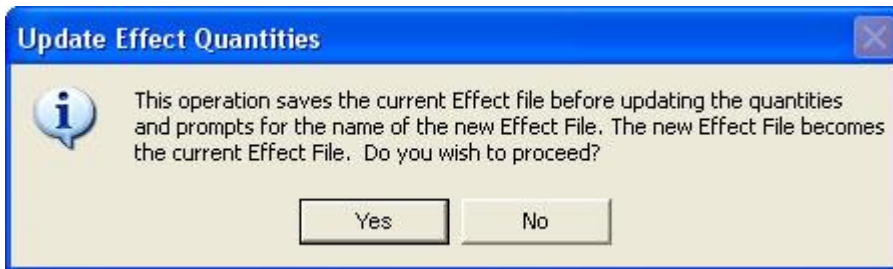 Update Effect Quantities
This operation saves the current Effect file before updating the quantities
and prompts for the name of the new Effect File. The new Effect File becomes
the current Effect File.  Do you wish to proceed?
Yes
No